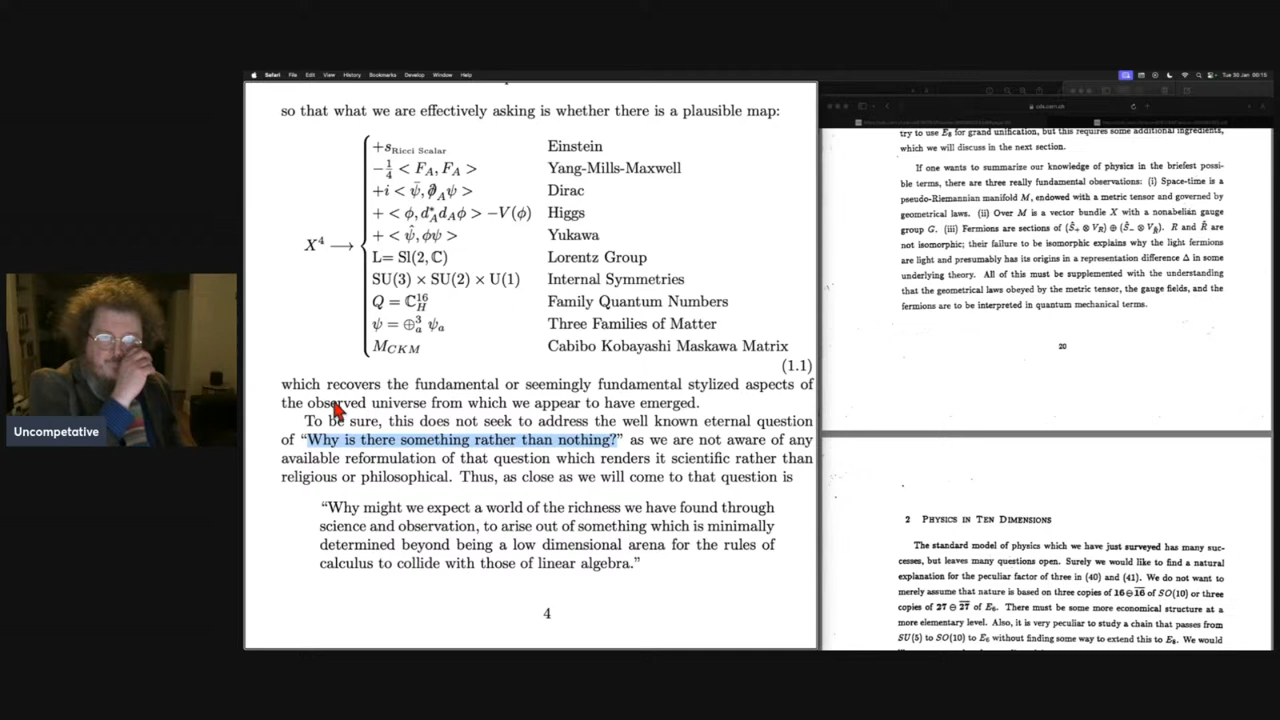 Safari File Edit View History Bookmarks Develop Window Help
Tue 30 Jan 00:15
so that what we are effectively asking is whether there is a plausible map:
X⁴ ⟶
+s_Ricci Scalar Einstein
−¼ < F_A, F_A > Yang-Mills-Maxwell
+i < ψ̄, ∂̸_A ψ > Dirac
+ < φ, d*_A d_A φ > −V(φ) Higgs
+ < ψ̂, φψ > Yukawa
L= Sl(2, ℂ) Lorentz Group
SU(3) × SU(2) × U(1) Internal Symmetries
Q = ℂ¹⁶_H Family Quantum Numbers
ψ = ⊕³_a ψ_a Three Families of Matter
M_CKM Cabibo Kobayashi Maskawa Matrix
(1.1)
which recovers the fundamental or seemingly fundamental stylized aspects of
the observed universe from which we appear to have emerged.
To be sure, this does not seek to address the well known eternal question
of “Why is there something rather than nothing?” as we are not aware of any
available reformulation of that question which renders it scientific rather than
religious or philosophical. Thus, as close as we will come to that question is
“Why might we expect a world of the richness we have found through
science and observation, to arise out of something which is minimally
determined beyond being a low dimensional arena for the rules of
calculus to collide with those of linear algebra.”
4
try to use E₈ for grand unification, but this requires some additional ingredients,
which we will discuss in the next section.
If one wants to summarize our knowledge of physics in the briefest possi-
ble terms, there are three really fundamental observations: (i) Space-time is a
pseudo-Riemannian manifold M, endowed with a metric tensor and governed by
geometrical laws. (ii) Over M is a vector bundle X with a nonabelian gauge
group G. (iii) Fermions are sections of (Ŝ₊ ⊗ V_R) ⊕ (Ŝ₋ ⊗ V_R̃). R and R̃ are
not isomorphic; their failure to be isomorphic explains why the light fermions
are light and presumably has its origins in a representation difference Δ in some
underlying theory. All of this must be supplemented with the understanding
that the geometrical laws obeyed by the metric tensor, the gauge fields, and the
fermions are to be interpreted in quantum mechanical terms.
20
2 PHYSICS IN TEN DIMENSIONS
The standard model of physics which we have just surveyed has many suc-
cesses, but leaves many questions open. Surely we would like to find a natural
explanation for the peculiar factor of three in (40) and (41). We do not want to
merely assume that nature is based on three copies of 16 ⊖ 1̅6̅ of SO(10) or three
copies of 27 ⊖ 2̅7̅ of E₆. There must be some more economical structure at a
more elementary level. Also, it is very peculiar to study a chain that passes from
SU(5) to SO(10) to E₆ without finding some way to extend this to E₈. We would
Uncompetative